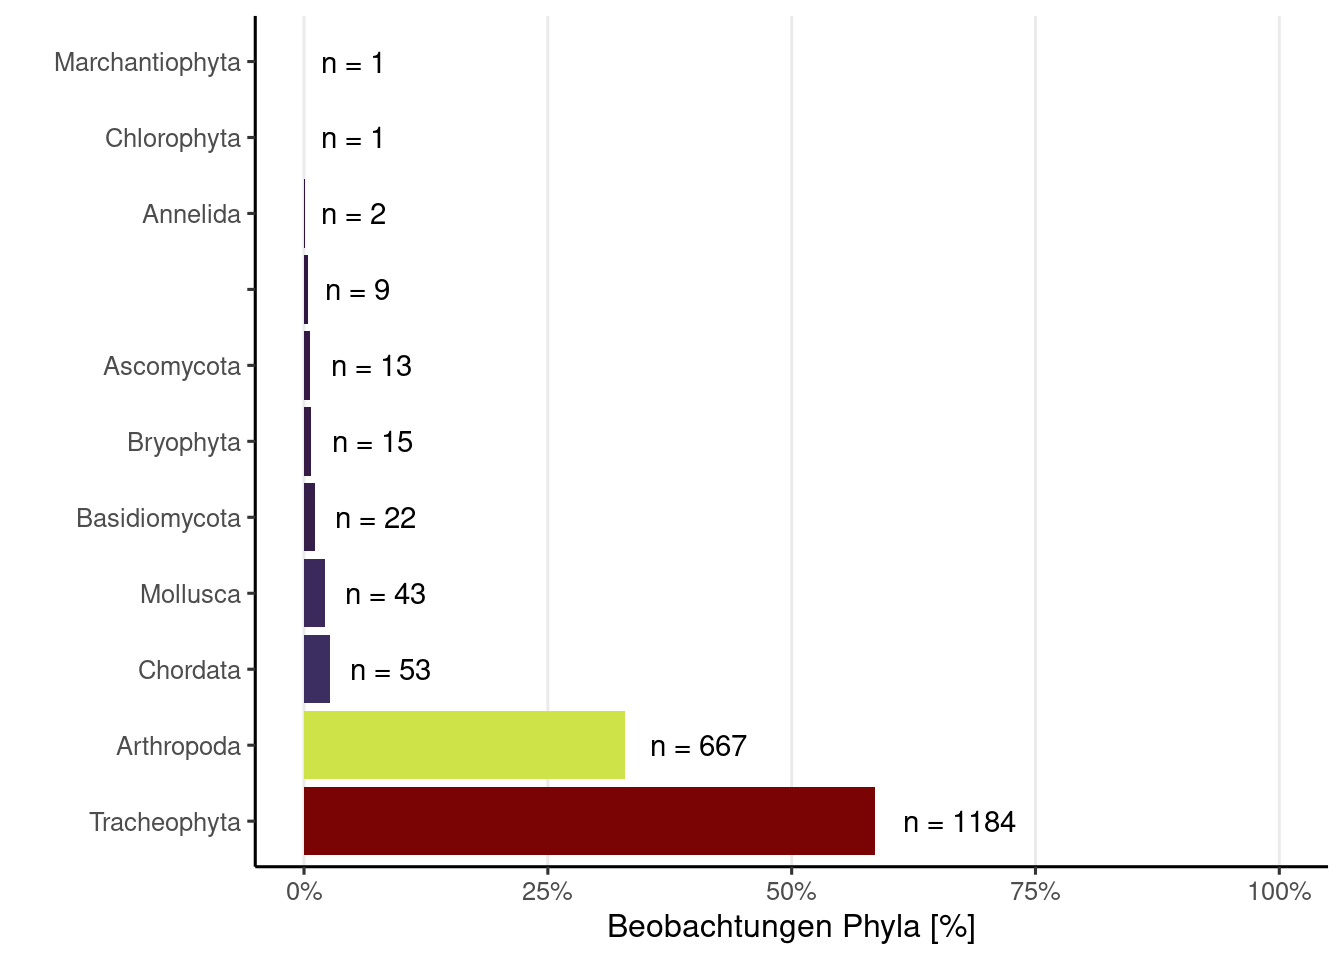 Marchantiophyta n = 1
Chlorophyta n = 1
Annelida n = 2
n = 9
Ascomycota n = 13
Bryophyta n = 15
Basidiomycota n = 22
Mollusca n = 43
Chordata n = 53
Arthropoda n = 667
Tracheophyta n = 1184
0% 25% 50% 75% 100%
Beobachtungen Phyla [%]